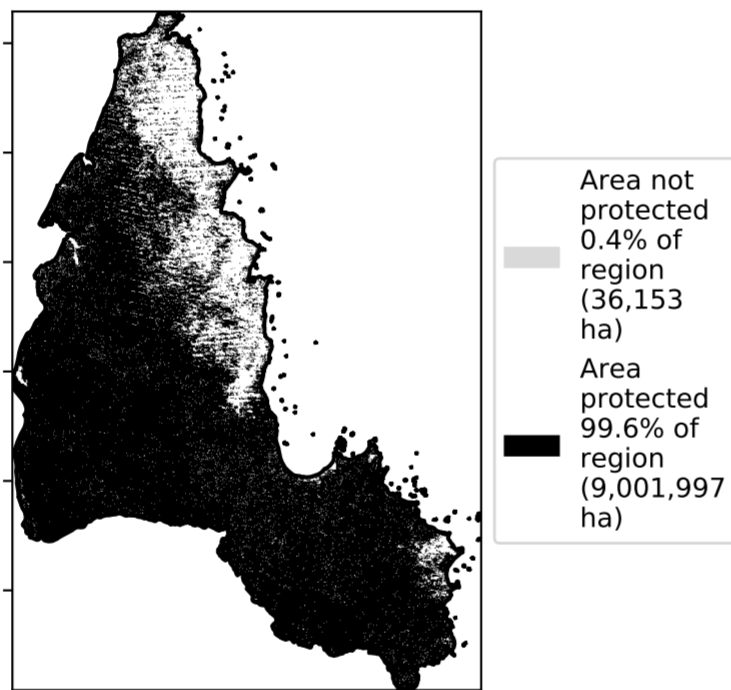 Area not
protected
0.4% of
region
(36,153
ha)
Area
protected
99.6% of
region
(9,001,997
ha)